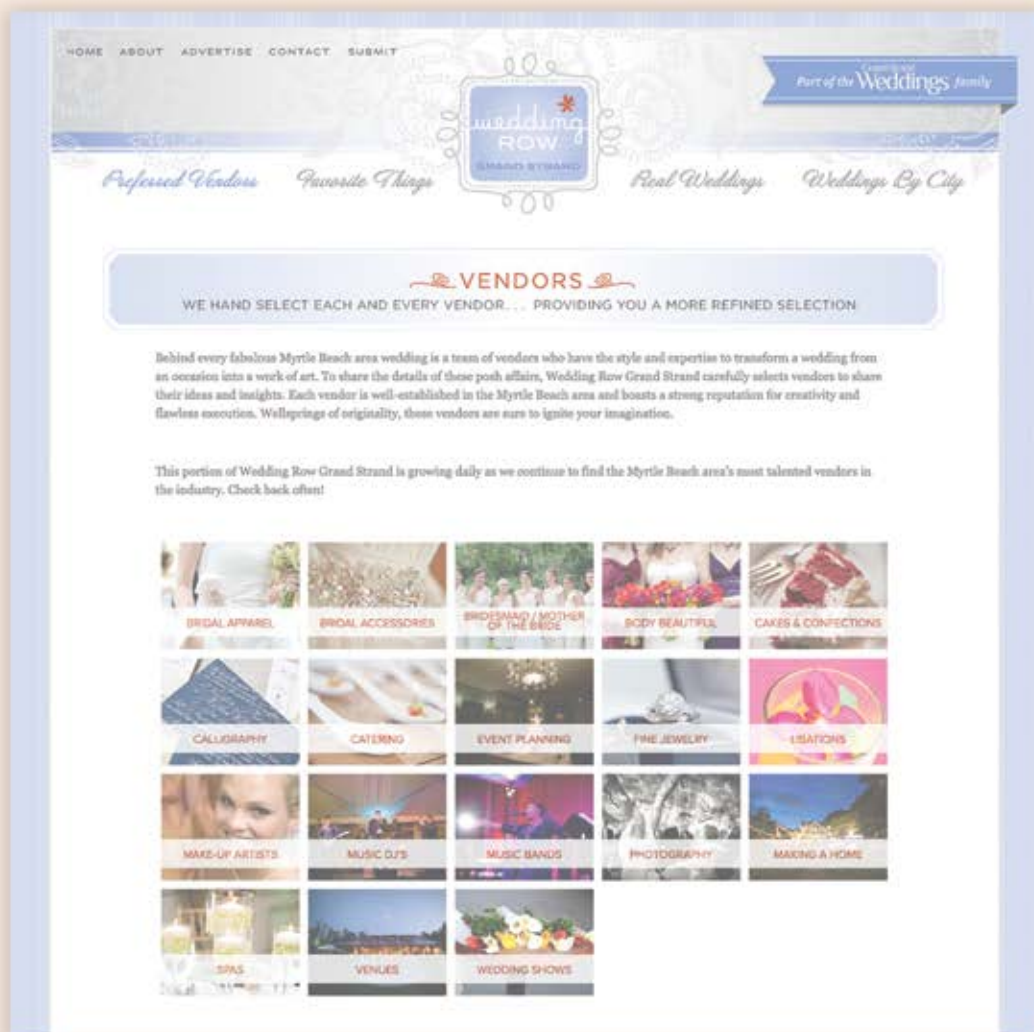 HOME ABOUT ADVERTISE CONTACT SUBMIT
Part of the Weddings family
wedding
ROW
GRAND STRAND
Preferred Vendors Favorite Things Real Weddings Weddings By City
VENDORS
WE HAND SELECT EACH AND EVERY VENDOR... PROVIDING YOU A MORE REFINED SELECTION
Behind every fabulous Myrtle Beach area wedding is a team of vendors who have the style and expertise to transform a wedding from
an occasion into a work of art. To share the details of these posh affairs, Wedding Row Grand Strand carefully selects vendors to share
their ideas and insights. Each vendor is well-established in the Myrtle Beach area and boasts a strong reputation for creativity and
flawless execution. Wellsprings of originality, these vendors are sure to ignite your imagination.
This portion of Wedding Row Grand Strand is growing daily as we continue to find the Myrtle Beach area's most talented vendors in
the industry. Check back often!
BRIDAL APPAREL BRIDAL ACCESSORIES BRIDESMAID / MOTHER
OF THE BRIDE BODY BEAUTIFUL CAKES & CONFECTIONS
CALLIGRAPHY CATERING EVENT PLANNING FINE JEWELRY LISATIONS
MAKE-UP ARTISTS MUSIC DJ'S MUSIC BANDS PHOTOGRAPHY MAKING A HOME
SPAS VENUES WEDDING SHOWS